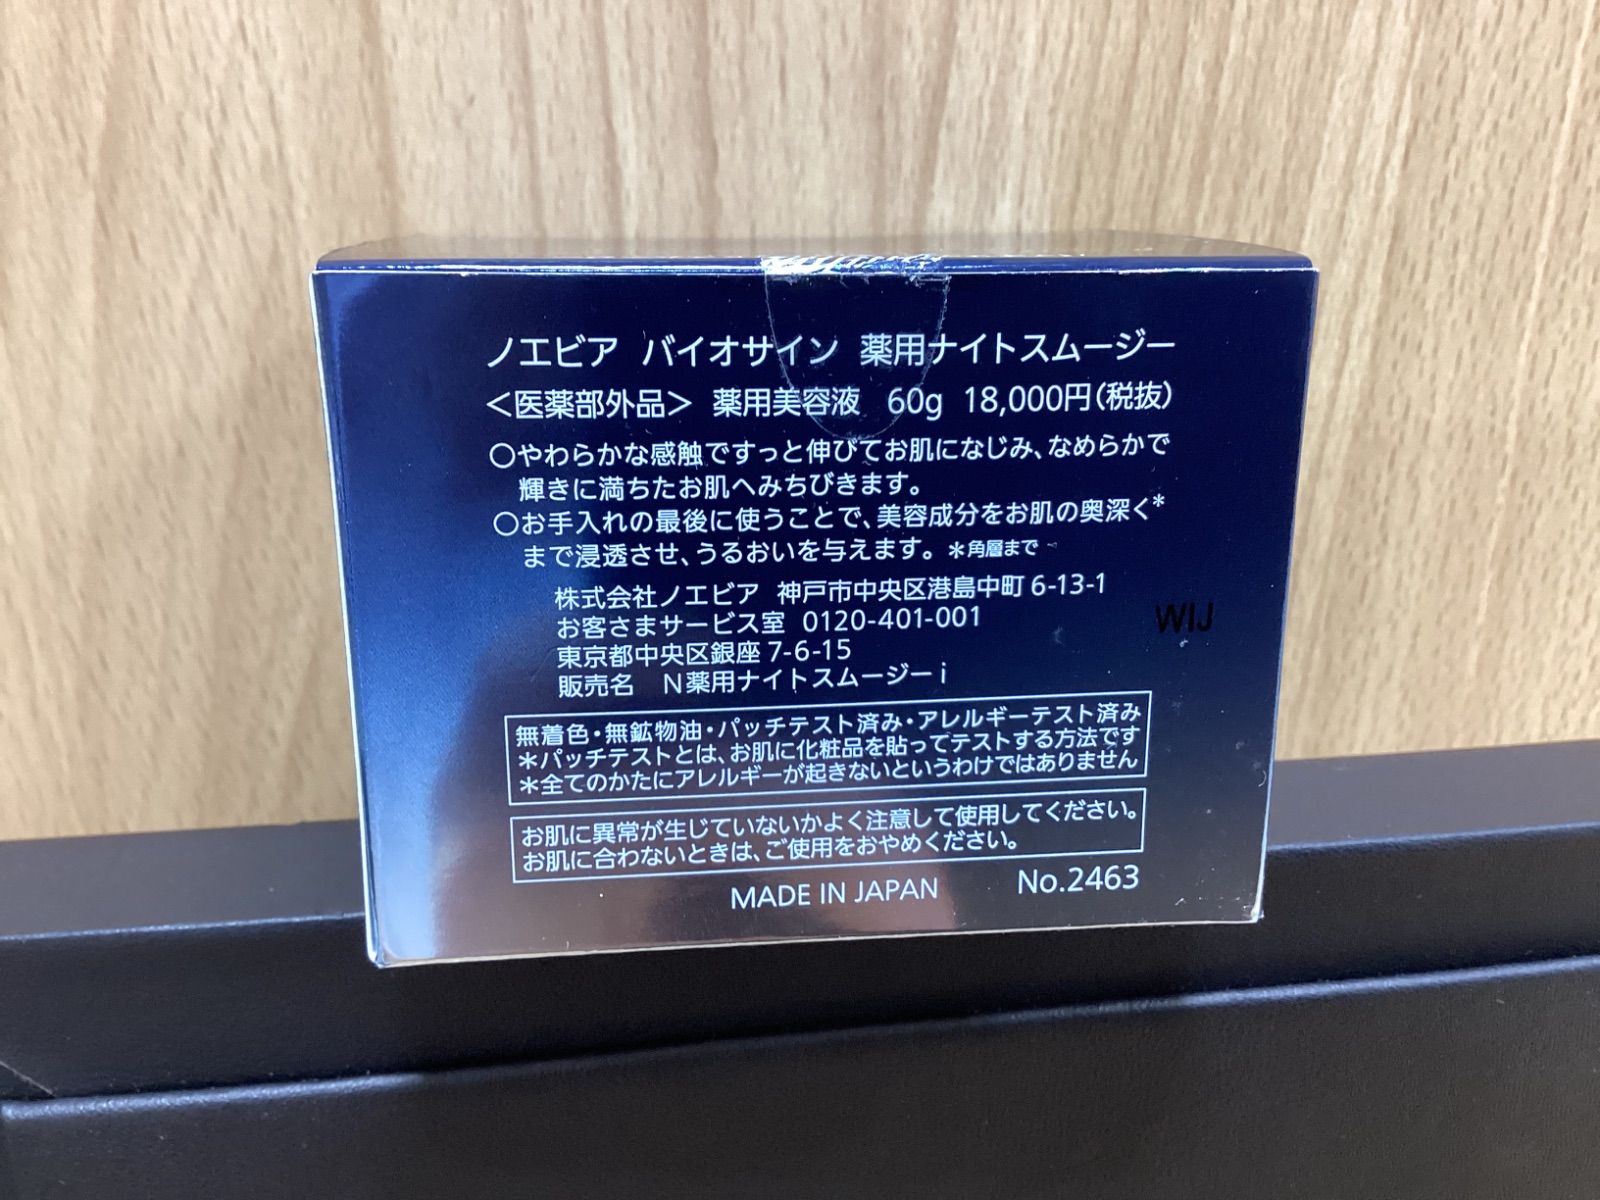 ノエビア バイオサイン 薬用ナイトスムージー
<医薬部外品> 薬用美容液 60g 18,000円(税抜)
○やわらかな感触ですっと伸びてお肌になじみ、なめらかで
輝きに満ちたお肌へみちびきます。
○お手入れの最後に使うことで、美容成分をお肌の奥深く*
まで浸透させ、うるおいを与えます。 *角層まで
株式会社ノエビア 神戸市中央区港島中町 6-13-1
お客さまサービス室 0120-401-001
WIJ
東京都中央区銀座 7-6-15
販売名 N薬用ナイトスムージー i
無着色・無鉱物油・パッチテスト済み・アレルギーテスト済み
*パッチテストとは、お肌に化粧品を貼ってテストする方法です
*全てのかたにアレルギーが起きないというわけではありません
お肌に異常が生じていないかよく注意して使用してください。
お肌に合わないときは、ご使用をおやめください。
MADE IN JAPAN No.2463